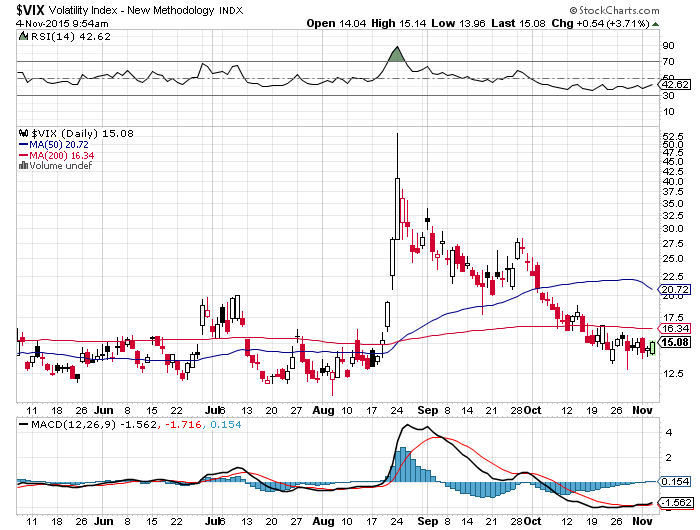 $VIX Volatility Index - New Methodology INDX © StockCharts.com
4-Nov-2015 9:54am Open 14.04 High 15.14 Low 13.96 Last 15.08 Chg +0.54 (+3.71%)
RSI(14) 42.62
90
70
50
42.62
30
10
$VIX (Daily) 15.08
MA(50) 20.72
MA(200) 16.34
Volume undef
52.5
50.0
47.5
45.0
42.5
40.0
37.5
35.0
32.5
30.0
27.5
25.0
22.5
20.72
17.5
16.34
15.08
12.5
11 18 26 Jun 8 15 22 Jul 6 13 20 27 Aug 10 17 24 Sep 8 14 21 28 Oct 12 19 26 Nov
MACD(12,26,9) -1.562, -1.716, 0.154
4
2
0.154
-1.562
11 18 26 Jun 8 15 22 Jul 6 13 20 27 Aug 10 17 24 Sep 8 14 21 28 Oct 12 19 26 Nov